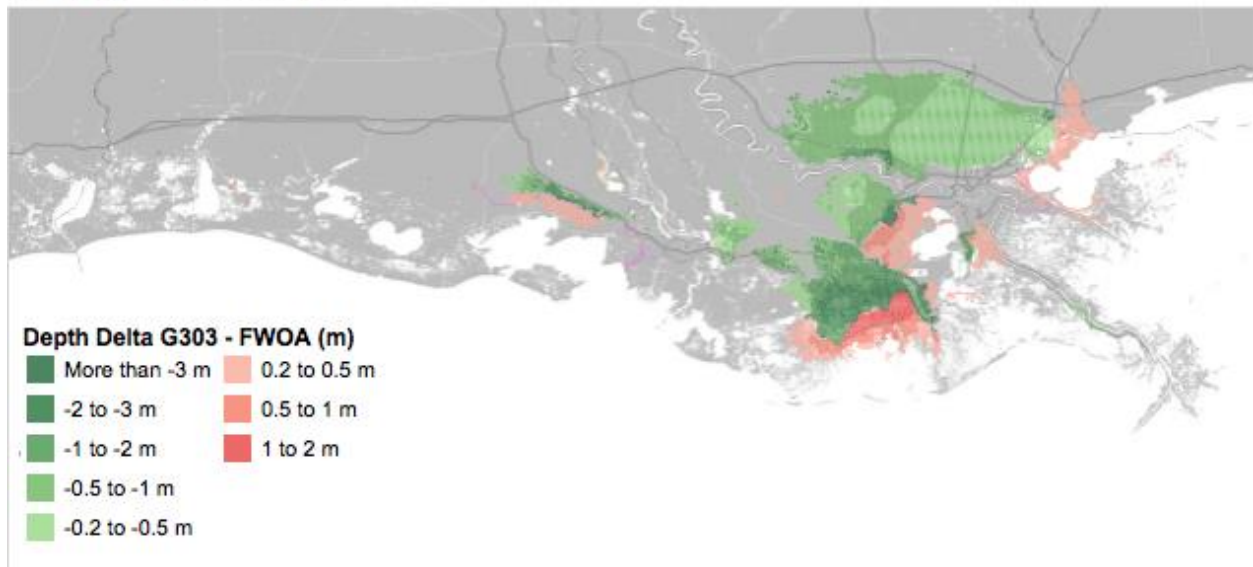 Depth Delta G303 - FWOA (m)
More than -3 m
-2 to -3 m
-1 to -2 m
-0.5 to -1 m
-0.2 to -0.5 m
0.2 to 0.5 m
0.5 to 1 m
1 to 2 m